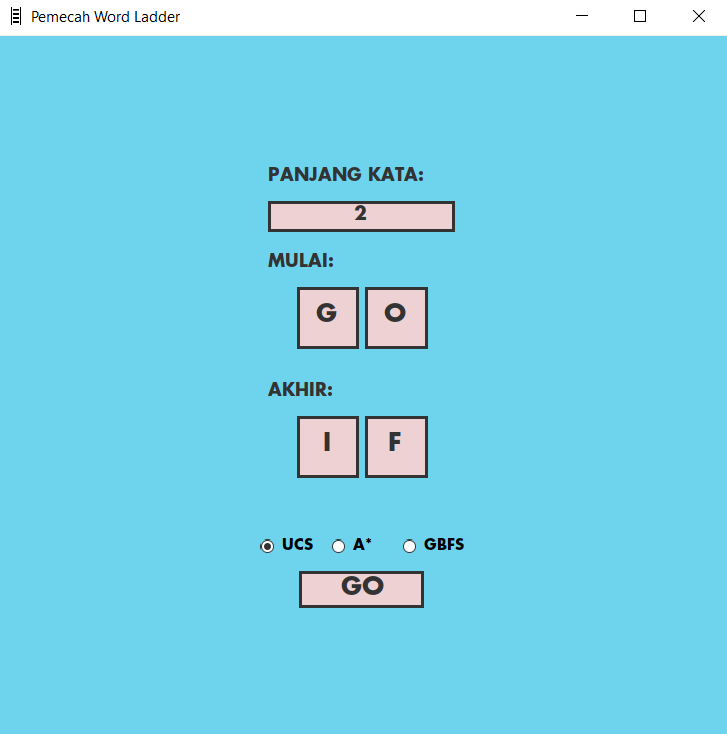 Pemecah Word Ladder
PANJANG KATA:
2
MULAI:
G O
AKHIR:
I F
UCS A* GBFS
GO